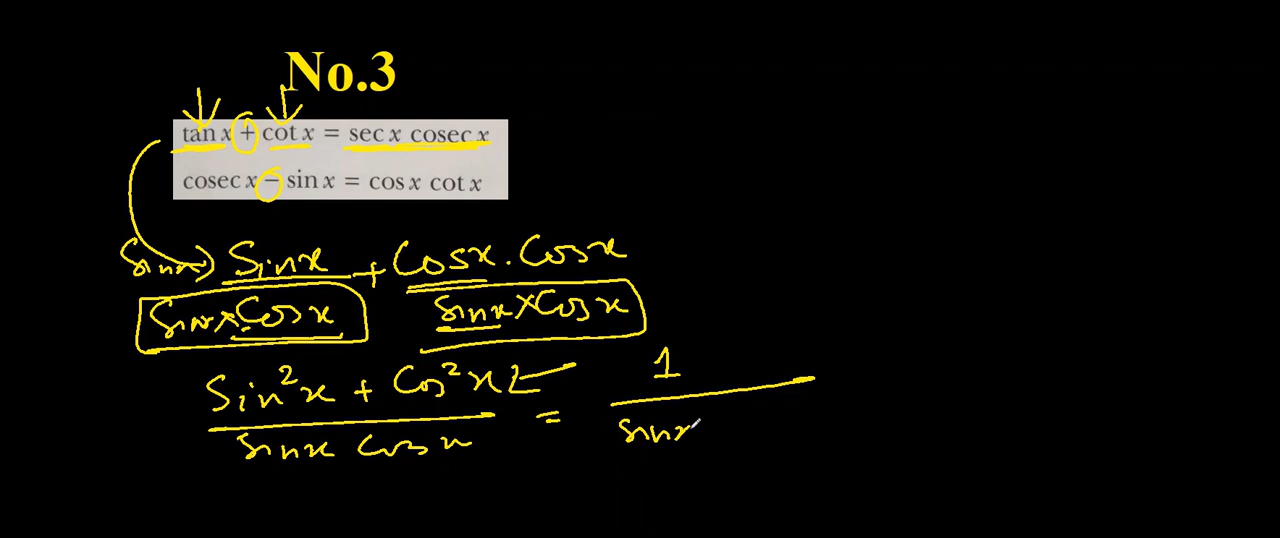 No.3
tan x + cot x = sec x cosec x
cosec x − sin x = cos x cot x
sinx) Sinx + Cosx . Cosx
Sinx × Cosx sinx × Cosx
Sin²x + Cos²x = 1
sinx cosx sinx